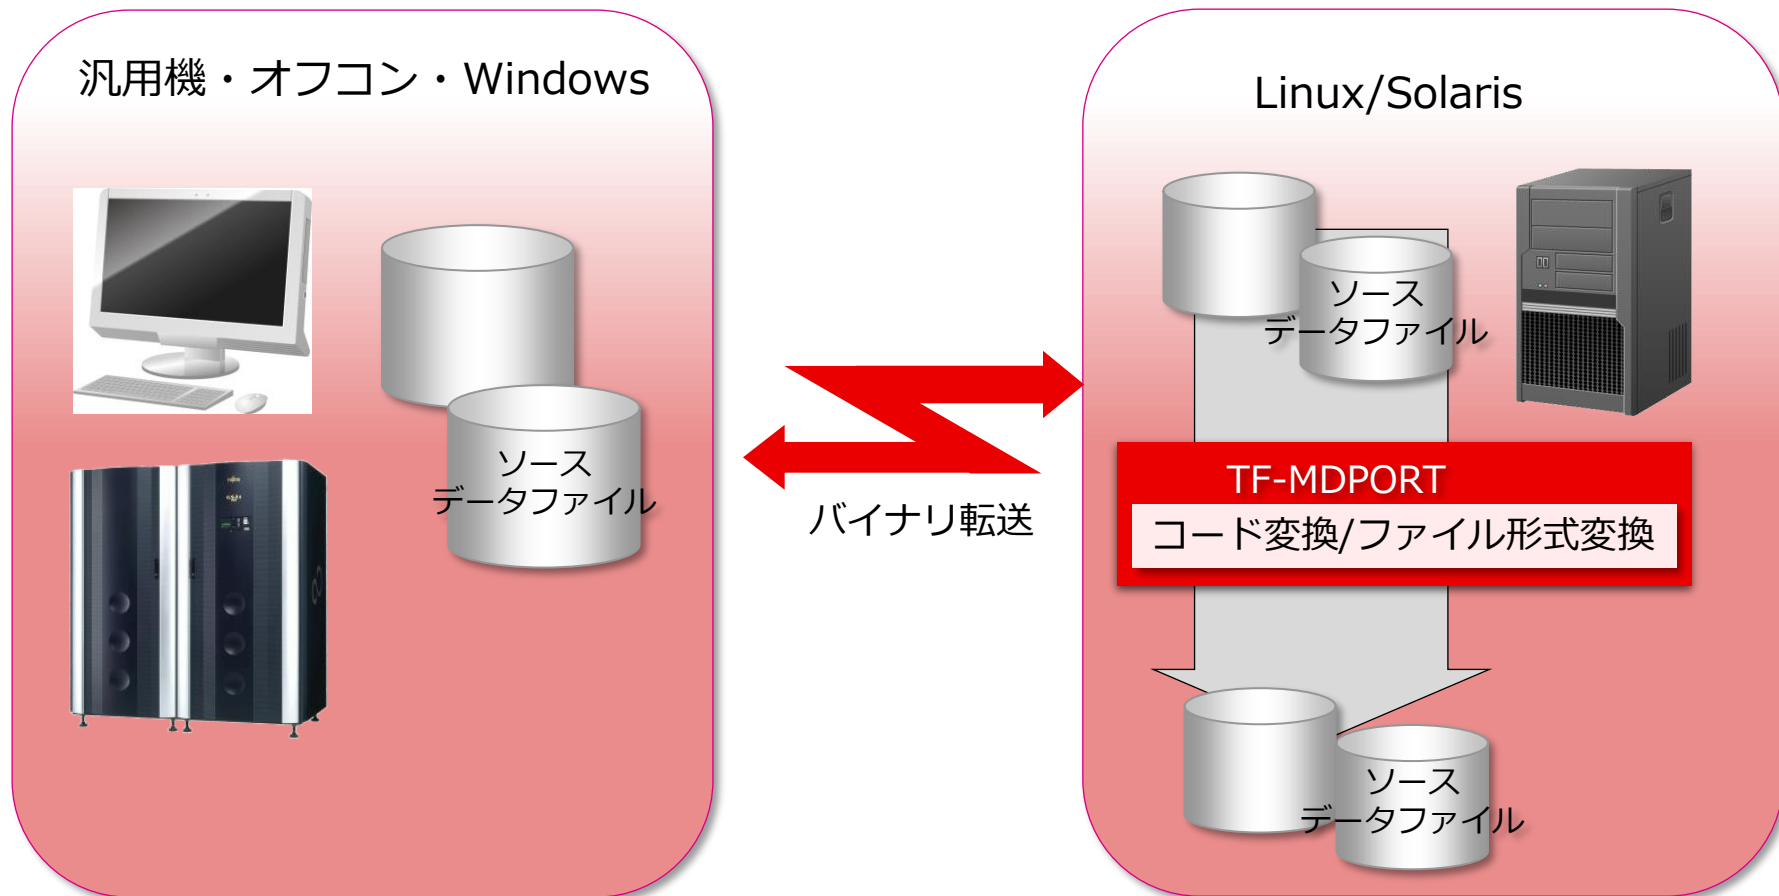 汎用機・オフコン・Windows
ソース
データファイル
バイナリ転送
Linux/Solaris
ソース
データファイル
TF-MDPORT
コード変換/ファイル形式変換
ソース
データファイル